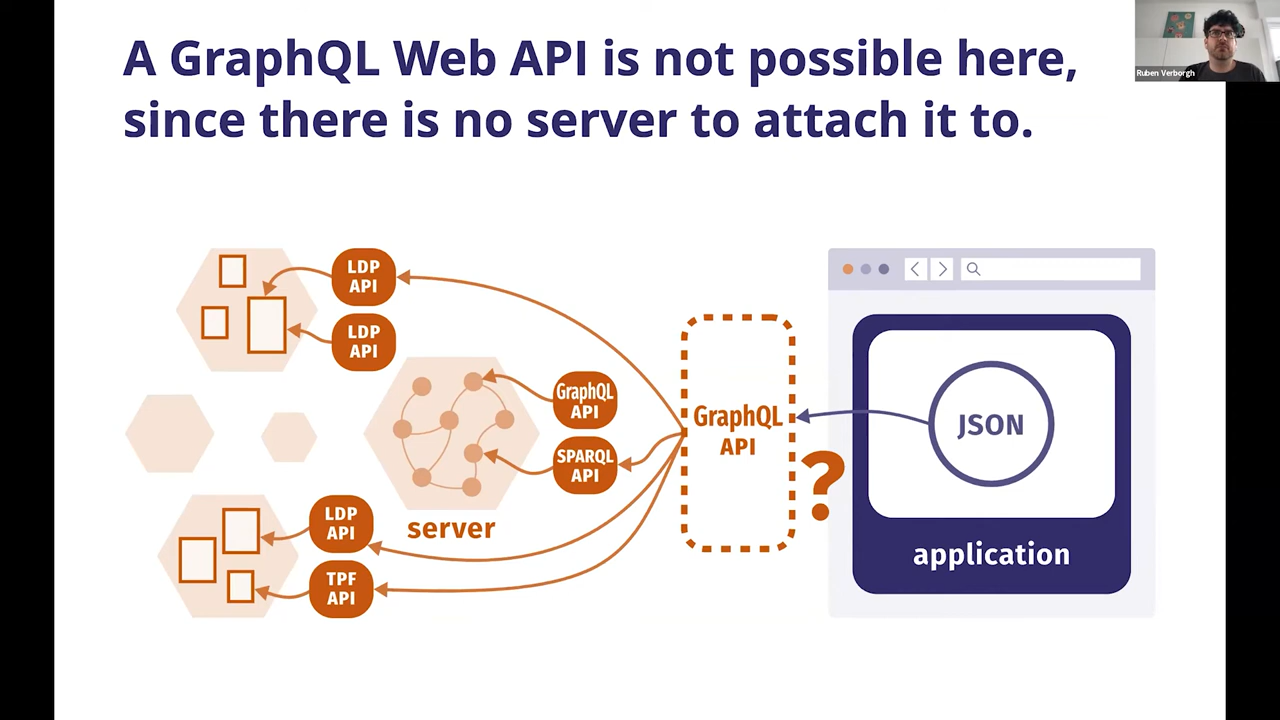 A GraphQL Web API is not possible here,
since there is no server to attach it to.
Ruben Verborgh
LDP
API
LDP
API
GraphQL
API
SPARQL
API
server
LDP
API
TPF
API
GraphQL
API
?
JSON
application